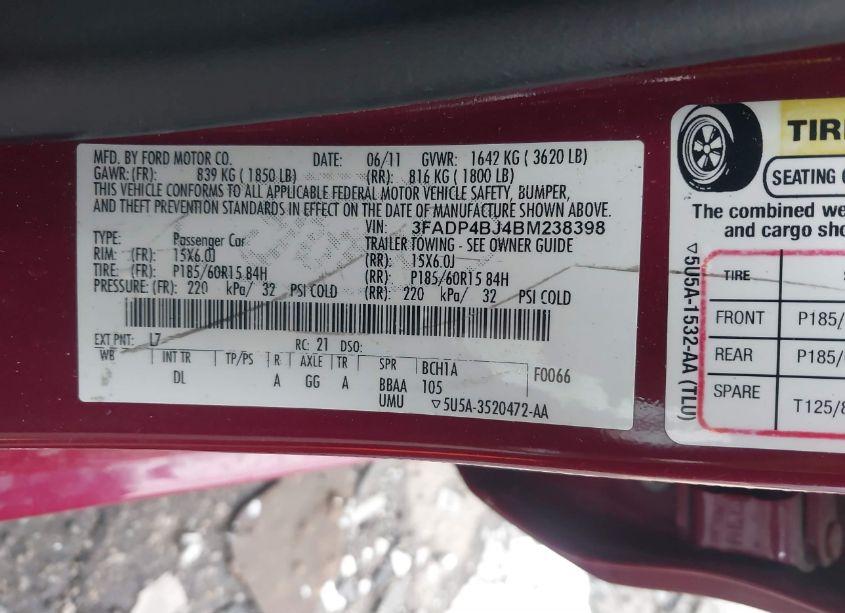 MFD. BY FORD MOTOR CO. DATE: 06/11 GVWR: 1642 KG ( 3620 LB)
GAWR: (FR): 839 KG ( 1850 LB) (RR): 816 KG ( 1800 LB)
THIS VEHICLE CONFORMS TO ALL APPLICABLE FEDERAL MOTOR VEHICLE SAFETY, BUMPER,
AND THEFT PREVENTION STANDARDS IN EFFECT ON THE DATE OF MANUFACTURE SHOWN ABOVE.
VIN: 3FADP4BJ4BM238398
TYPE: Passenger Car TRAILER TOWING - SEE OWNER GUIDE
RIM: (FR): 15X6.0J (RR): 15X6.0J
TIRE: (FR): P185/60R15 84H (RR): P185/60R15 84H
PRESSURE: (FR): 220 kPa/ 32 PSI COLD (RR): 220 kPa/ 32 PSI COLD
EXT PNT: L7 RC: 21 DSO:
WB INT TR TP/PS R AXLE TR SPR BCH1A F0066
DL A GG A BBAA 105
UMU ▽5U5A-3520472-AA
TIRE
SEATING
The combined we
and cargo sho
▽5U5A-1532-AA (TLU)
TIRE
FRONT P185/
REAR P185/
SPARE T125/8